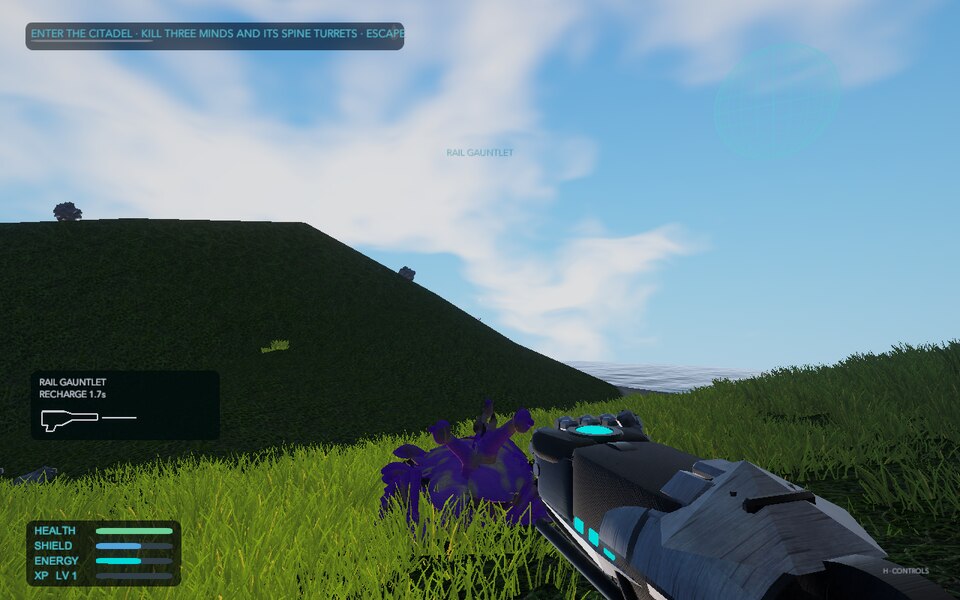 ENTER THE CITADEL · KILL THREE MINDS AND ITS SPINE TURRETS · ESCAPE
RAIL GAUNTLET
RAIL GAUNTLET
RECHARGE 1.7s
HEALTH
SHIELD
ENERGY
XP LV 1
H · CONTROLS